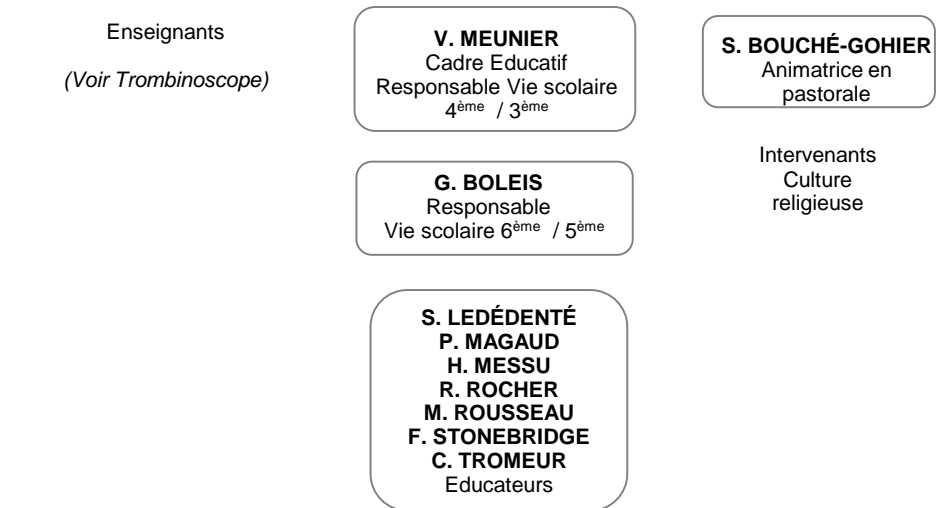 Enseignants
(Voir Trombinoscope)
V. MEUNIER
Cadre Educatif
Responsable Vie scolaire
4ème / 3ème
G. BOLEIS
Responsable
Vie scolaire 6ème / 5ème
S. LEDÉDENTÉ
P. MAGAUD
H. MESSU
R. ROCHER
M. ROUSSEAU
F. STONEBRIDGE
C. TROMEUR
Educateurs
S. BOUCHÉ-GOHIER
Animatrice en
pastorale
Intervenants
Culture
religieuse